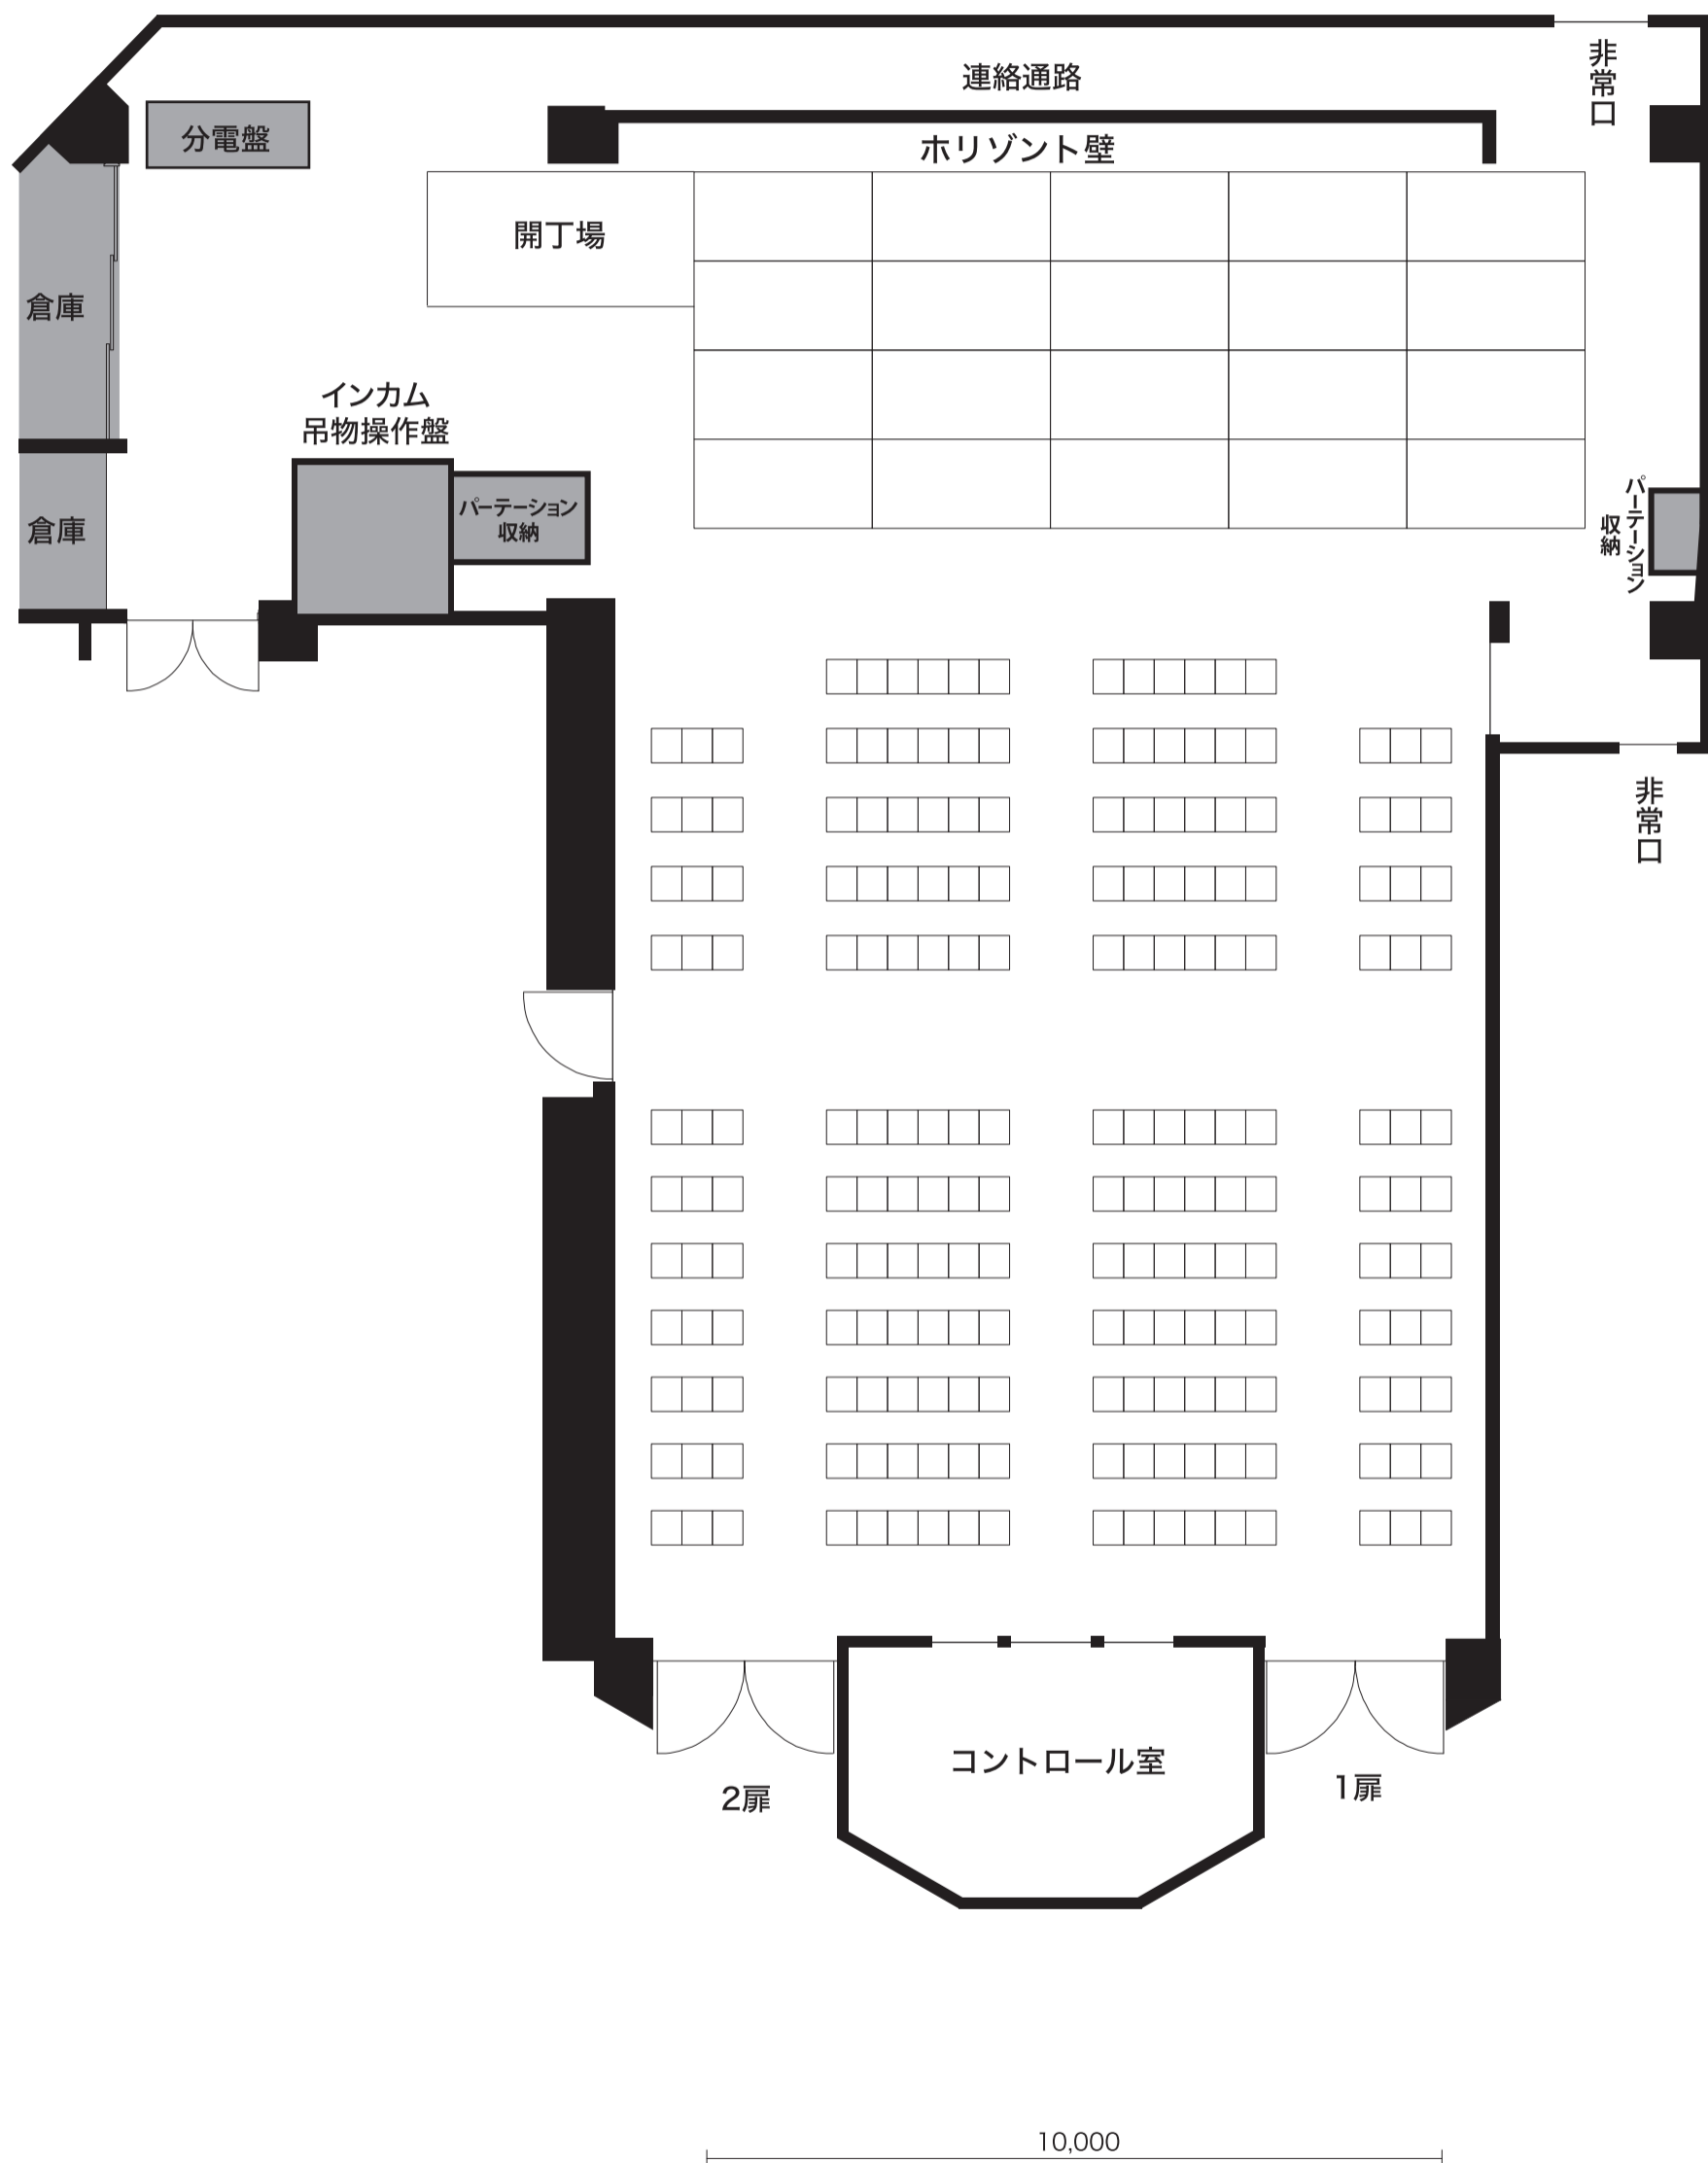 非常口
連絡通路
分電盤
ホリゾント壁
開丁場
倉庫
インカム
吊物操作盤
パーテーション
収納
パーテーション
収納
倉庫
非常口
コントロール室
2扉
1扉
10,000